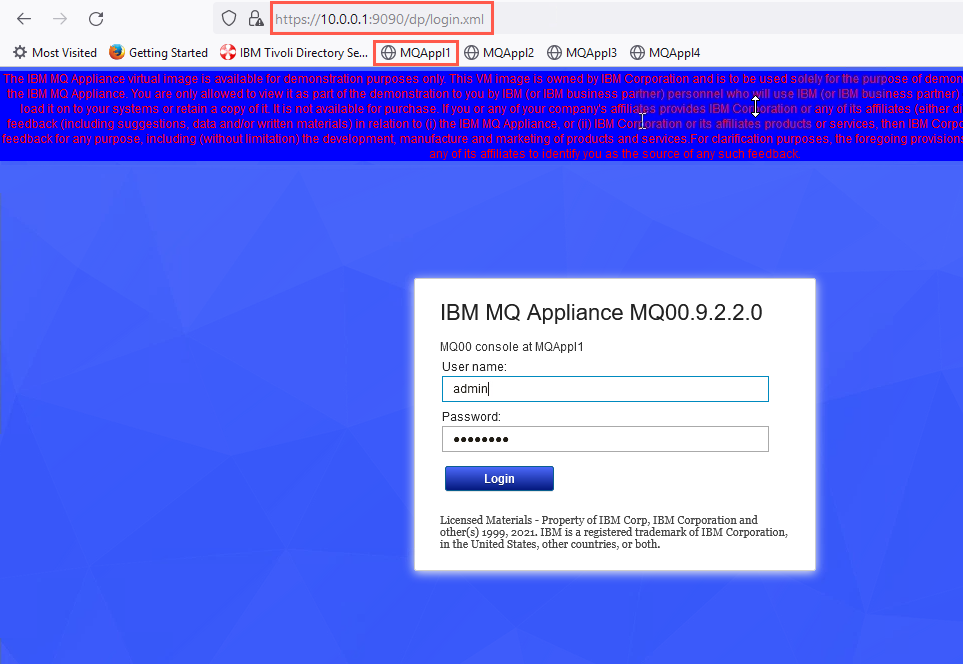 https://10.0.0.1:9090/dp/login.xml
Most Visited Getting Started IBM Tivoli Directory Se... MQAppl1 MQAppl2 MQAppl3 MQAppl4
The IBM MQ Appliance virtual image is available for demonstration purposes only. This VM image is owned by IBM Corporation and is to be used solely for the purpose of demon
the IBM MQ Appliance. You are only allowed to view it as part of the demonstration to you by IBM (or IBM business partner) personnel who will use IBM (or IBM business partner)
load it on to your systems or retain a copy of it. It is not available for purchase. If you or any of your company's affiliates provides IBM Corporation or any of its affiliates (either di
feedback (including suggestions, data and/or written materials) in relation to (i) the IBM MQ Appliance, or (ii) IBM Corporation or its affiliates products or services, then IBM Corpo
feedback for any purpose, including (without limitation) the development, manufacture and marketing of products and services.For clarification purposes, the foregoing provisions
any of its affiliates to identify you as the source of any such feedback.
IBM MQ Appliance MQ00.9.2.2.0
MQ00 console at MQAppl1
User name:
admin
Password:
Login
Licensed Materials - Property of IBM Corp, IBM Corporation and
other(s) 1999, 2021. IBM is a registered trademark of IBM Corporation,
in the United States, other countries, or both.